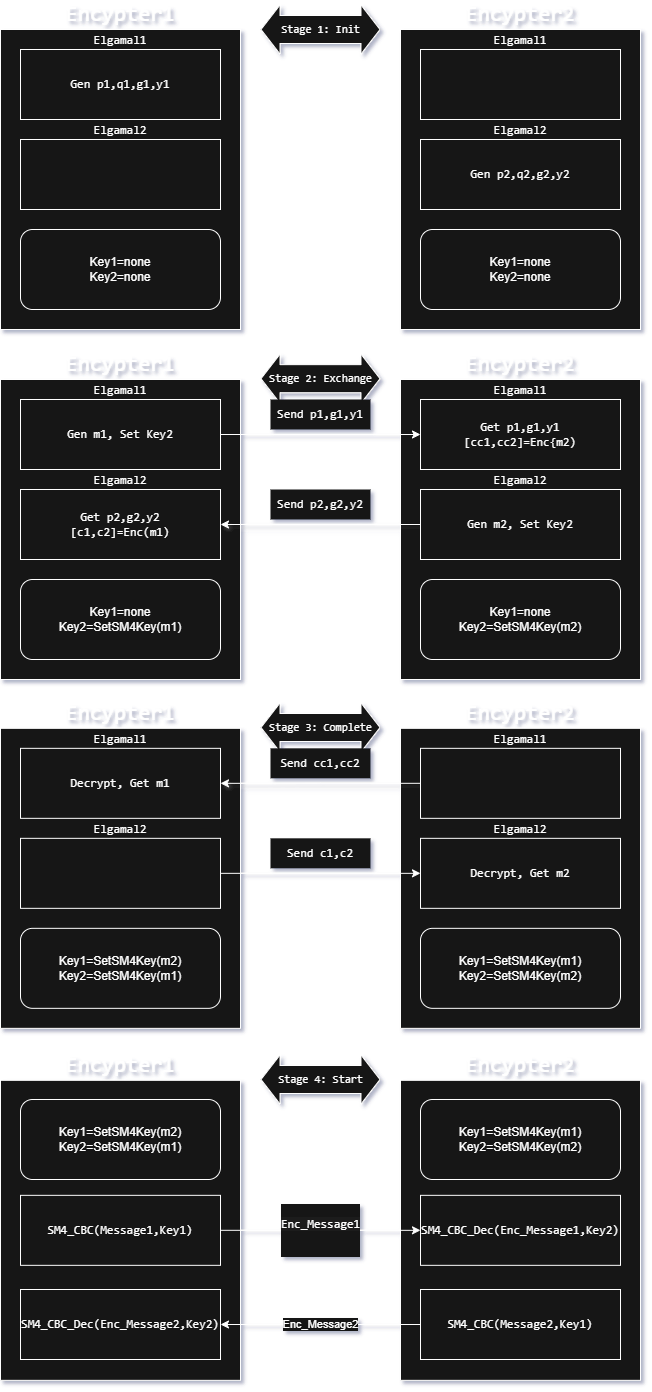 Encypter1
Stage 1: Init
Encypter2
Elgamal1
Elgamal1
Gen p1,q1,g1,y1
Elgamal2
Elgamal2
Gen p2,q2,g2,y2
Key1=none
Key2=none
Key1=none
Key2=none
Encypter1
Stage 2: Exchange
Encypter2
Elgamal1
Elgamal1
Gen m1, Set Key2
Send p1,g1,y1
Get p1,g1,y1
[cc1,cc2]=Enc{m2)
Elgamal2
Elgamal2
Get p2,g2,y2
[c1,c2]=Enc(m1)
Send p2,g2,y2
Gen m2, Set Key2
Key1=none
Key2=SetSM4Key(m1)
Key1=none
Key2=SetSM4Key(m2)
Encypter1
Stage 3: Complete
Encypter2
Elgamal1
Elgamal1
Decrypt, Get m1
Send cc1,cc2
Elgamal2
Elgamal2
Send c1,c2
Decrypt, Get m2
Key1=SetSM4Key(m2)
Key2=SetSM4Key(m1)
Key1=SetSM4Key(m1)
Key2=SetSM4Key(m2)
Encypter1
Stage 4: Start
Encypter2
Key1=SetSM4Key(m2)
Key2=SetSM4Key(m1)
Key1=SetSM4Key(m1)
Key2=SetSM4Key(m2)
SM4_CBC(Message1,Key1)
Enc_Message1
SM4_CBC_Dec(Enc_Message1,Key2)
SM4_CBC_Dec(Enc_Message2,Key2)
Enc_Message2
SM4_CBC(Message2,Key1)